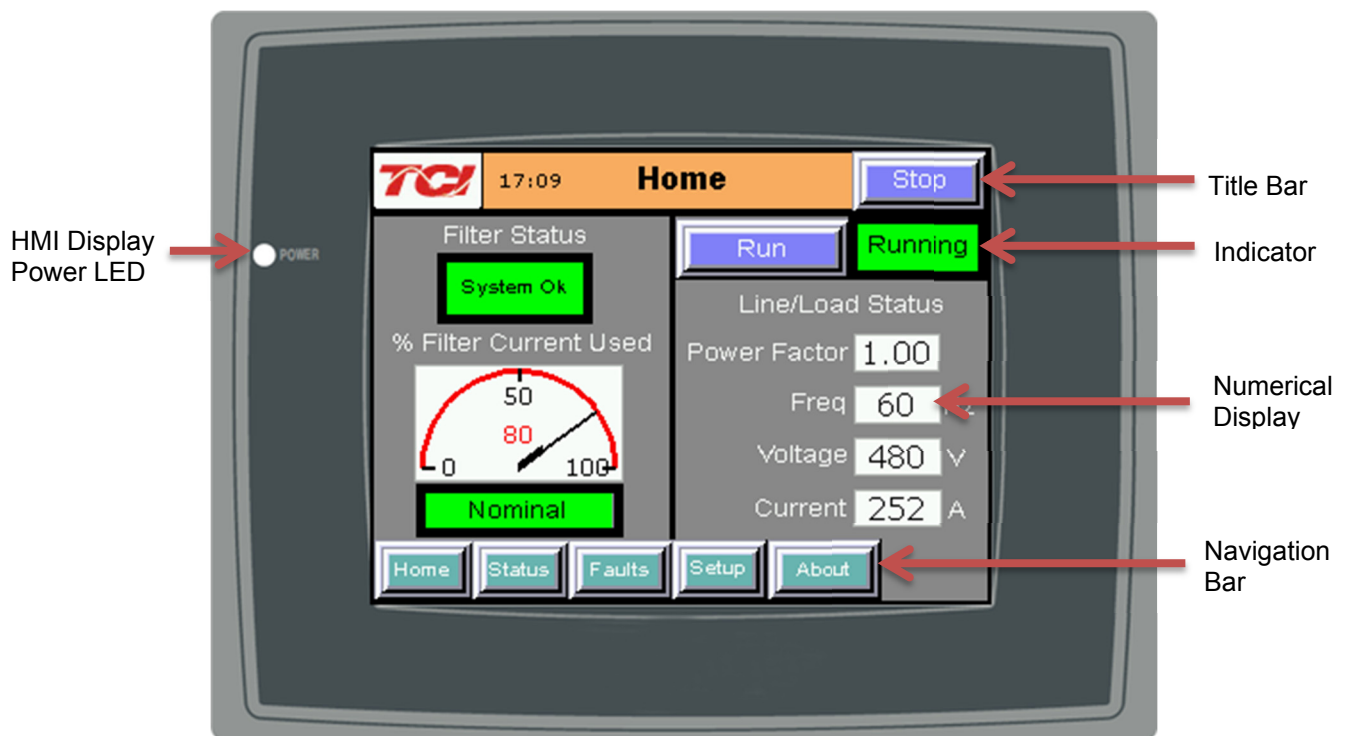 TCI
17:09
Home
Stop
Title Bar
HMI Display
Power LED
POWER
Filter Status
System Ok
Run
Running
Indicator
Line/Load Status
% Filter Current Used
50
80
0
100
Nominal
Power Factor 1.00
Freq 60
Numerical
Display
Voltage 480 V
Current 252 A
Home
Status
Faults
Setup
About
Navigation
Bar